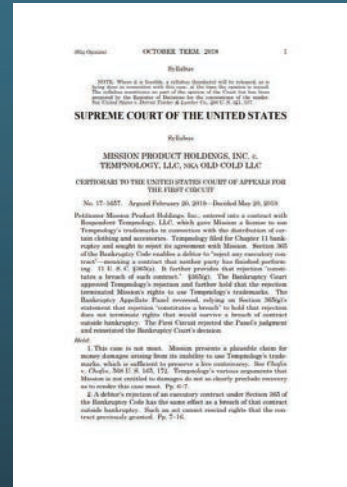 (Slip Opinion) OCTOBER TERM, 2018 1
Syllabus
NOTE: Where it is feasible, a syllabus (headnote) will be released, as is
being done in connection with this case, at the time the opinion is issued.
The syllabus constitutes no part of the opinion of the Court but has been
prepared by the Reporter of Decisions for the convenience of the reader.
See United States v. Detroit Timber & Lumber Co., 200 U. S. 321, 337.
SUPREME COURT OF THE UNITED STATES
Syllabus
MISSION PRODUCT HOLDINGS, INC. v.
TEMPNOLOGY, LLC, NKA OLD COLD LLC
CERTIORARI TO THE UNITED STATES COURT OF APPEALS FOR
THE FIRST CIRCUIT
No. 17–1657. Argued February 20, 2019—Decided May 20, 2019
Petitioner Mission Product Holdings, Inc., entered into a contract with
Respondent Tempnology, LLC, which gave Mission a license to use
Tempnology's trademarks in connection with the distribution of cer-
tain clothing and accessories. Tempnology filed for Chapter 11 bank-
ruptcy and sought to reject its agreement with Mission. Section 365
of the Bankruptcy Code enables a debtor to "reject any executory con-
tract"—meaning a contract that neither party has finished perform-
ing. 11 U. S. C. §365(a). It further provides that rejection "consti-
tutes a breach of such contract." §365(g). The Bankruptcy Court
approved Tempnology's rejection and further held that the rejection
terminated Mission's rights to use Tempnology's trademarks. The
Bankruptcy Appellate Panel reversed, relying on Section 365(g)'s
statement that rejection "constitutes a breach" to hold that rejection
does not terminate rights that would survive a breach of contract
outside bankruptcy. The First Circuit rejected the Panel's judgment
and reinstated the Bankruptcy Court's decision.
Held:
1. This case is not moot. Mission presents a plausible claim for
money damages arising from its inability to use Tempnology's trade-
marks, which is sufficient to preserve a live controversy. See Chafin
v. Chafin, 568 U. S. 165, 172. Tempnology's various arguments that
Mission is not entitled to damages do not so clearly preclude recovery
as to render this case moot. Pp. 6–7.
2. A debtor's rejection of an executory contract under Section 365 of
the Bankruptcy Code has the same effect as a breach of that contract
outside bankruptcy. Such an act cannot rescind rights that the con-
tract previously granted. Pp. 7–16.